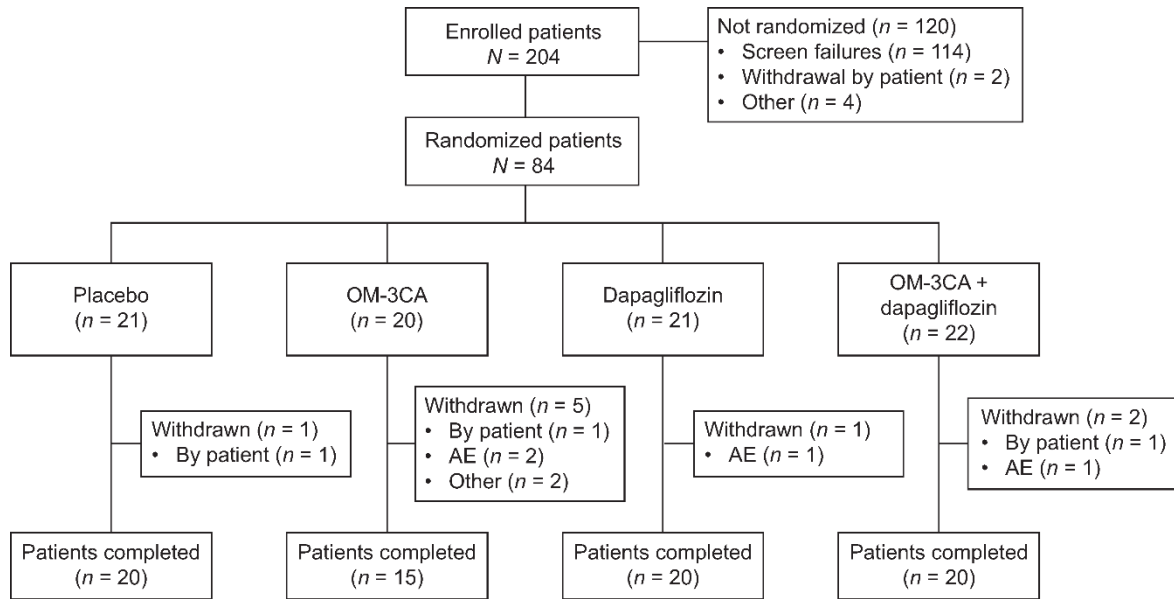 Enrolled patients
N = 204
Not randomized (n = 120)
• Screen failures (n = 114)
• Withdrawal by patient (n = 2)
• Other (n = 4)
Randomized patients
N = 84
Placebo
(n = 21)
OM-3CA
(n = 20)
Dapagliflozin
(n = 21)
OM-3CA +
dapagliflozin
(n = 22)
Withdrawn (n = 1)
• By patient (n = 1)
Withdrawn (n = 5)
• By patient (n = 1)
• AE (n = 2)
• Other (n = 2)
Withdrawn (n = 1)
• AE (n = 1)
Withdrawn (n = 2)
• By patient (n = 1)
• AE (n = 1)
Patients completed
(n = 20)
Patients completed
(n = 15)
Patients completed
(n = 20)
Patients completed
(n = 20)